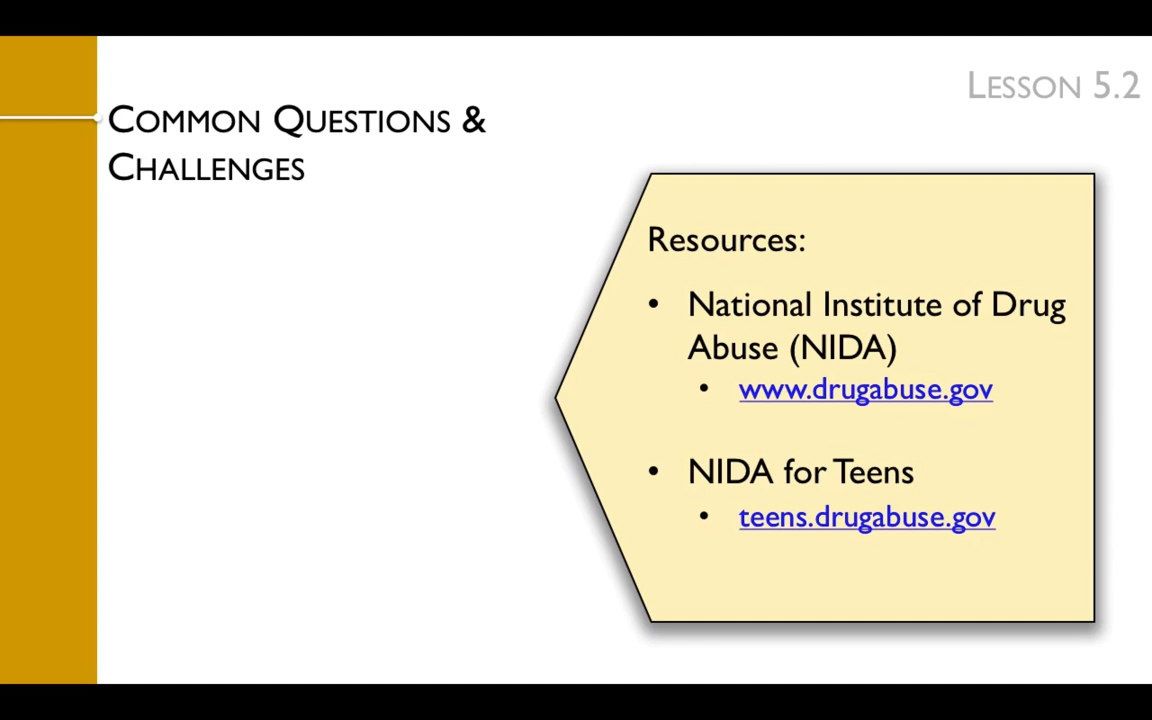 LESSON 5.2
COMMON QUESTIONS &
CHALLENGES
Resources:
• National Institute of Drug
Abuse (NIDA)
• www.drugabuse.gov
• NIDA for Teens
• teens.drugabuse.gov